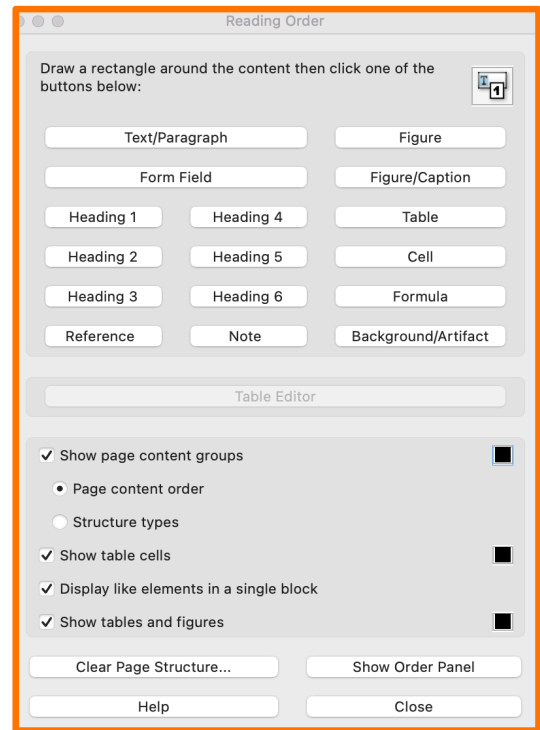 Reading Order
Draw a rectangle around the content then click one of the
buttons below:
T
1
Text/Paragraph
Figure
Form Field
Figure/Caption
Heading 1
Heading 4
Table
Heading 2
Heading 5
Cell
Heading 3
Heading 6
Formula
Reference
Note
Background/Artifact
Table Editor
Show page content groups
Page content order
Structure types
Show table cells
Display like elements in a single block
Show tables and figures
Clear Page Structure...
Show Order Panel
Help
Close